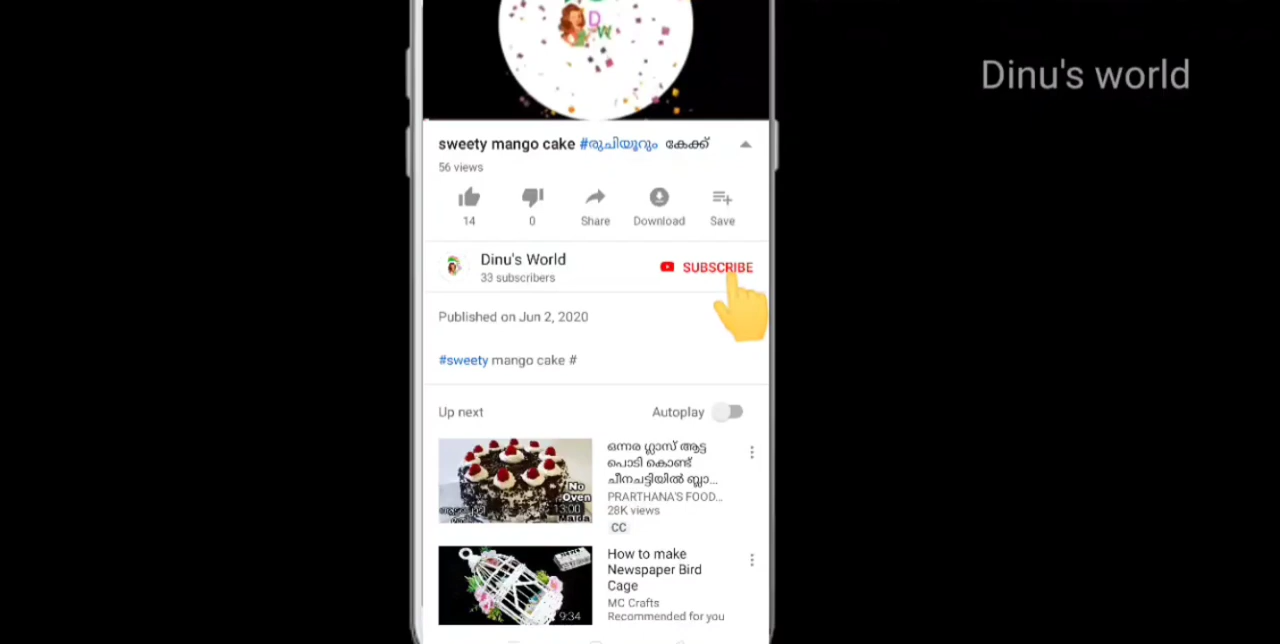 D
W
Dinu's world
sweety mango cake #രുചിയൂറും കേക്ക്
56 views
14
0
Share
Download
Save
Dinu's World
33 subscribers
SUBSCRIBE
Published on Jun 2, 2020
#sweety mango cake #
Up next
Autoplay
ഒന്നര ഗ്ലാസ് ആട്ട
പൊടി കൊണ്ട്
ചീനചട്ടിയിൽ ബ്ലാ...
PRARTHANA'S FOOD...
28K views
CC
No
Oven
13:00
Maida
How to make
Newspaper Bird
Cage
MC Crafts
Recommended for you
9:34